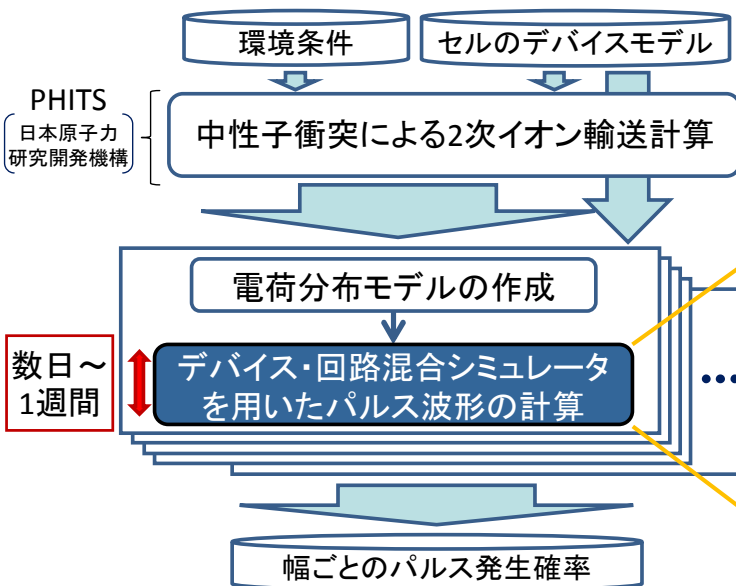 環境条件
セルのデバイスモデル
PHITS
日本原子力
研究開発機構
中性子衝突による2次イオン輸送計算
電荷分布モデルの作成
数日～
1週間
デバイス・回路混合シミュレータ
を用いたパルス波形の計算
…
幅ごとのパルス発生確率